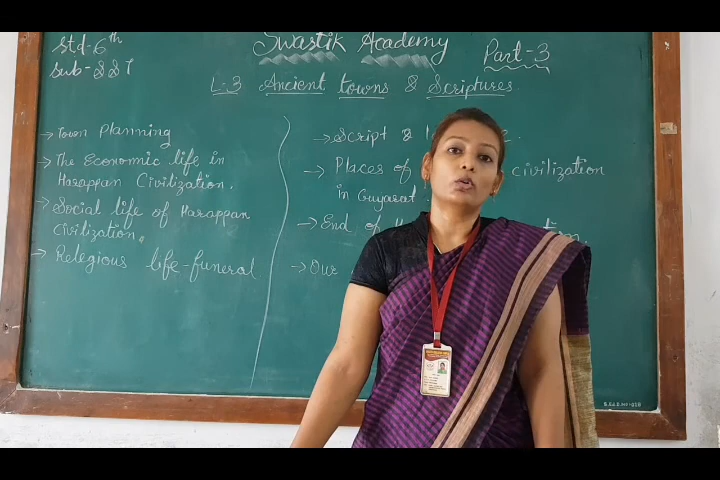 Std-6th
Sub-SST
Swastik Academy
Part-3
L:3 Ancient towns & Scriptures
→ Town Planning
→ The Economic life in
Harappan Civilization.
→ Social life of Harappan
Civilization.
→ Relegious life-funeral
→ Script &
→ Places of civilization
in Gujarat.
→ End of
→ Our